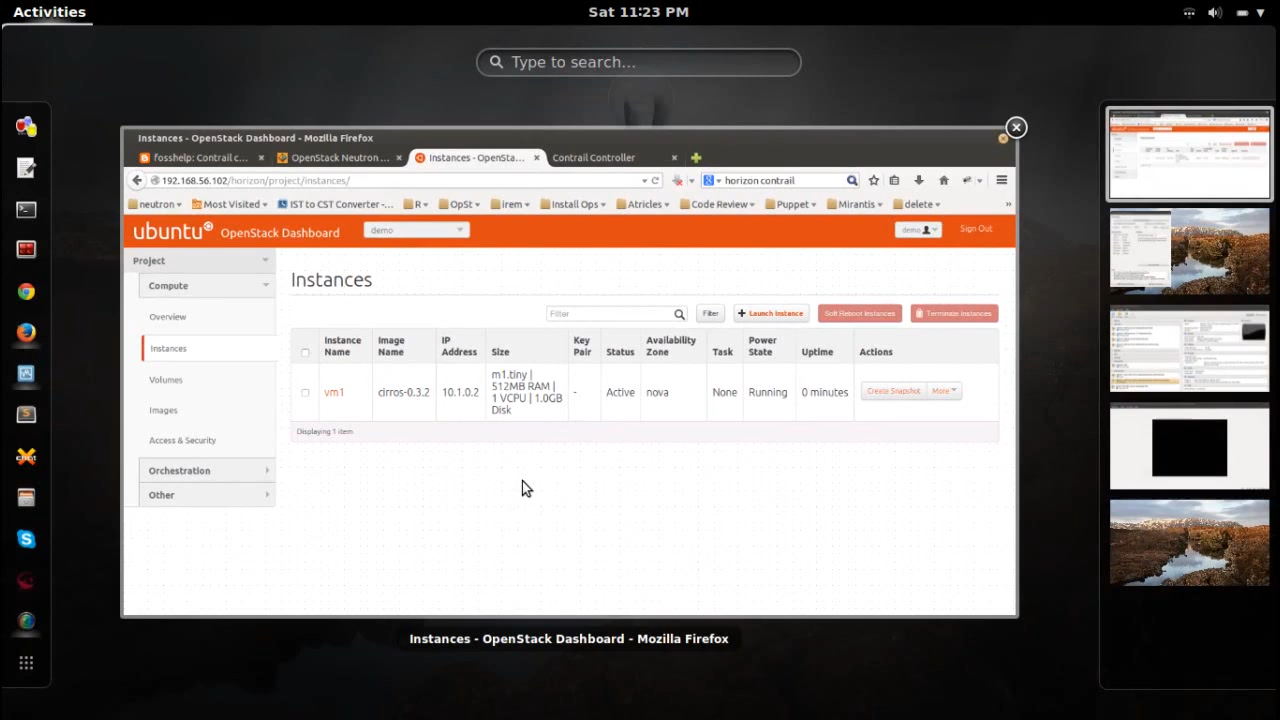 Activities
Sat 11:23 PM
Type to search...
Instances - OpenStack Dashboard - Mozilla Firefox
fosshelp: Contrail c...
OpenStack Neutron ...
Instances - OpenSta...
Contrail Controller
192.168.56.102/horizon/project/instances/
horizon contrail
neutron
Most Visited
IST to CST Converter -...
R
OpSt
irem
Install Ops
Atricles
Code Review
Puppet
Mirantis
delete
»
ubuntu OpenStack Dashboard
demo
demo
Sign Out
Project
Compute
Overview
Instances
Volumes
Images
Access & Security
Orchestration
Other
Instances
Filter
Filter
+ Launch Instance
Soft Reboot Instances
Terminate Instances
Instance Name
Image Name
IP Address
Size
Key Pair
Status
Availability Zone
Task
Power State
Uptime
Actions
vm1
cirros-0.3.2
10.1.0.2
m1.tiny |
512MB RAM |
1 VCPU | 1.0GB
Disk
-
Active
nova
None
Running
0 minutes
Create Snapshot
More
Displaying 1 item
Instances - OpenStack Dashboard - Mozilla Firefox